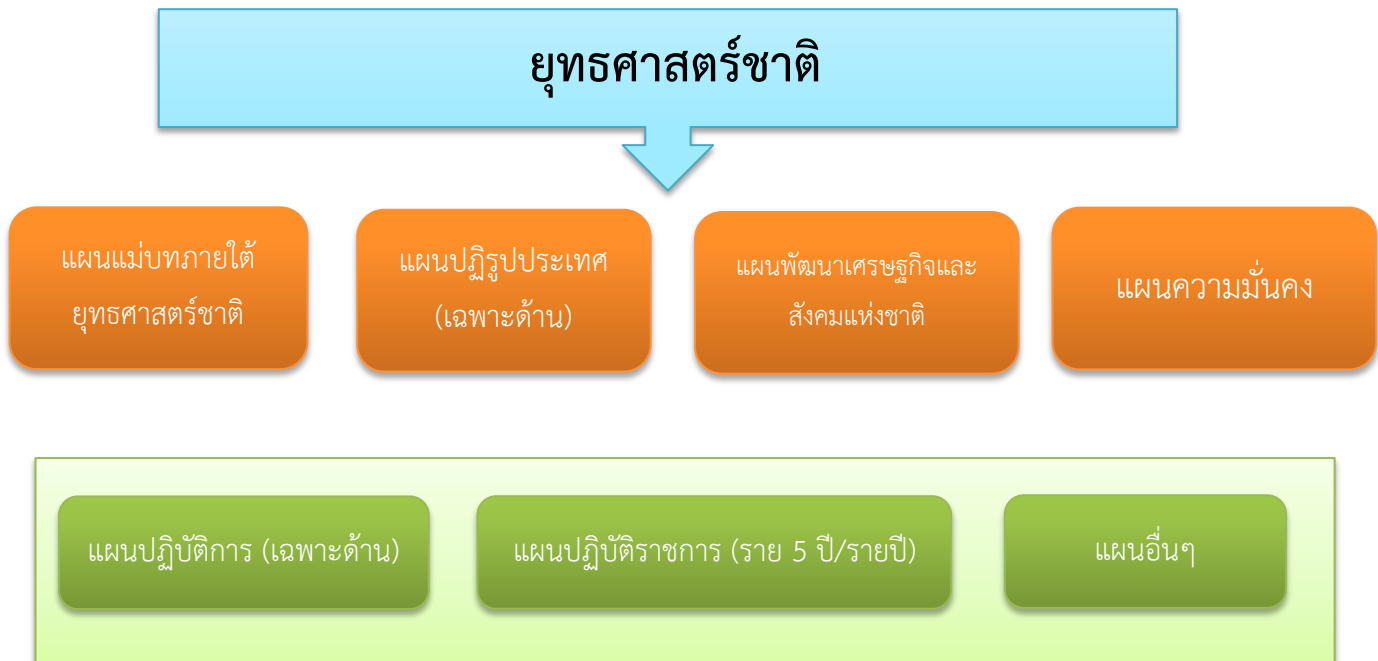 ยุทธศาสตร์ชาติ
แผนแม่บทภายใต้
ยุทธศาสตร์ชาติ
แผนปฏิรูปประเทศ
(เฉพาะด้าน)
แผนพัฒนาเศรษฐกิจและ
สังคมแห่งชาติ
แผนความมั่นคง
แผนปฏิบัติการ (เฉพาะด้าน)
แผนปฏิบัติราชการ (ราย 5 ปี/รายปี)
แผนอื่นๆ